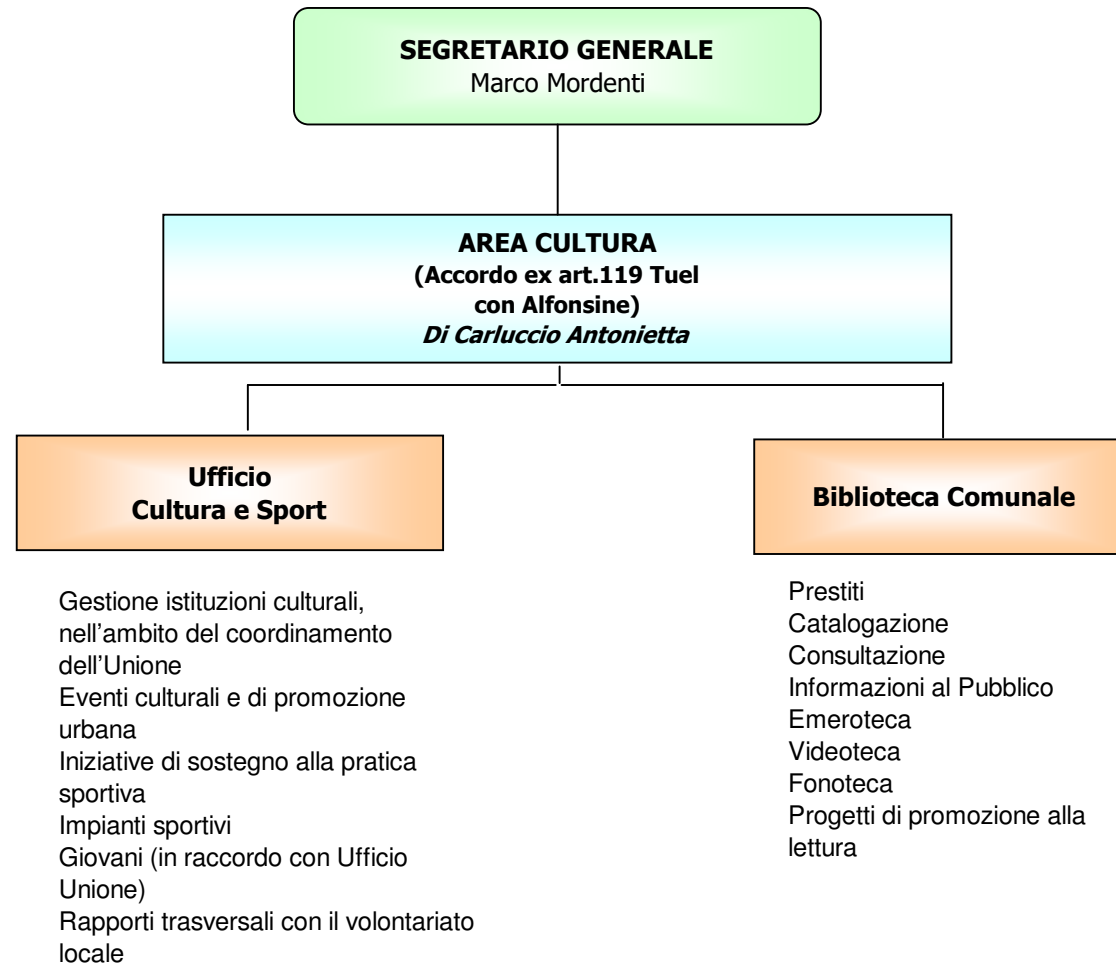 SEGRETARIO GENERALE
Marco Mordenti
AREA CULTURA
(Accordo ex art.119 Tuel
con Alfonsine)
Di Carluccio Antonietta
Ufficio
Cultura e Sport
Gestione istituzioni culturali,
nell'ambito del coordinamento
dell'Unione
Eventi culturali e di promozione
urbana
Iniziative di sostegno alla pratica
sportiva
Impianti sportivi
Giovani (in raccordo con Ufficio
Unione)
Rapporti trasversali con il volontariato
locale
Biblioteca Comunale
Prestiti
Catalogazione
Consultazione
Informazioni al Pubblico
Emeroteca
Videoteca
Fonoteca
Progetti di promozione alla
lettura